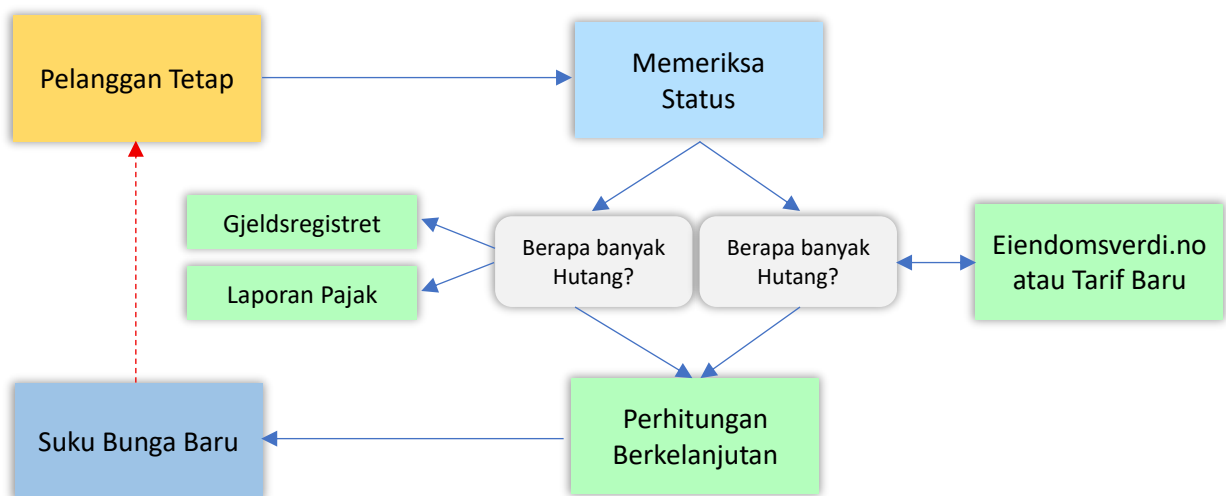 Pelanggan Tetap
Memeriksa
Status
Gjeldsregistret
Laporan Pajak
Berapa banyak
Hutang?
Berapa banyak
Hutang?
Eiendomsverdi.no
atau Tarif Baru
Suku Bunga Baru
Perhitungan
Berkelanjutan